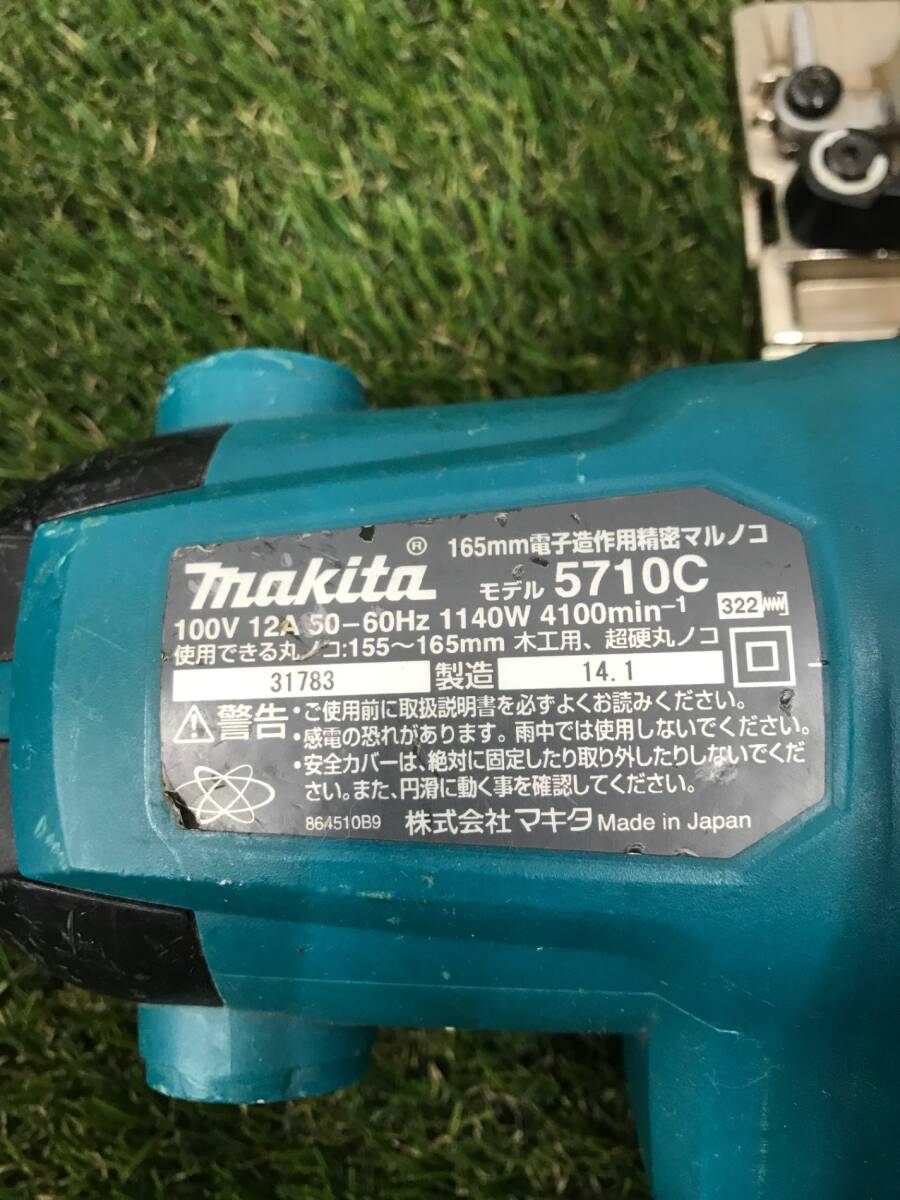 165mm電子造作用精密マルノコ
makita® モデル 5710C
100V 12A 50−60Hz 1140W 4100min⁻¹ 322
使用できる丸ノコ:155〜165mm 木工用、超硬丸ノコ
31783 製造 14.1
警告 ・ご使用前に取扱説明書を必ずよくお読みください。
・感電の恐れがあります。雨中では使用しないでください。
・安全カバーは、絶対に固定したり取り外したりしないでくだ
さい。また、円滑に動く事を確認してください。
864510B9 株式会社マキタ Made in Japan